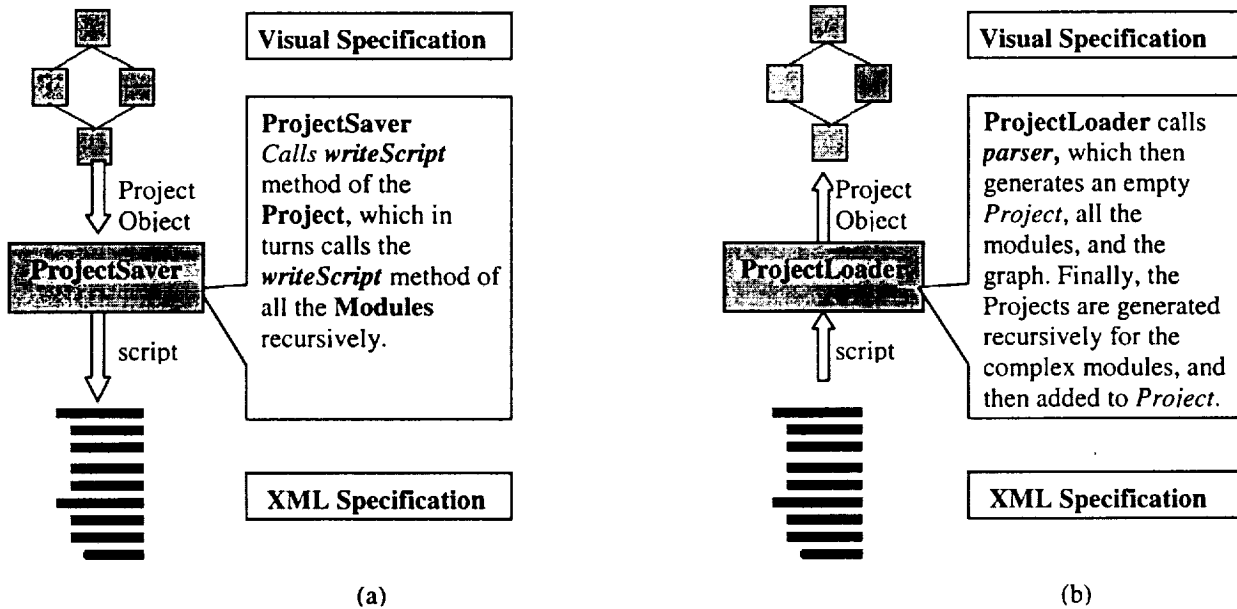 Visual Specification
ProjectSaver
Calls writeScript
method of the
Project, which in
turns calls the
writeScript method of
all the Modules
recursively.
Project
Object
ProjectSaver
script
XML Specification
(a)
Visual Specification
ProjectLoader calls
parser, which then
generates an empty
Project, all the
modules, and the
graph. Finally, the
Projects are generated
recursively for the
complex modules, and
then added to Project.
Project
Object
ProjectLoader
script
XML Specification
(b)